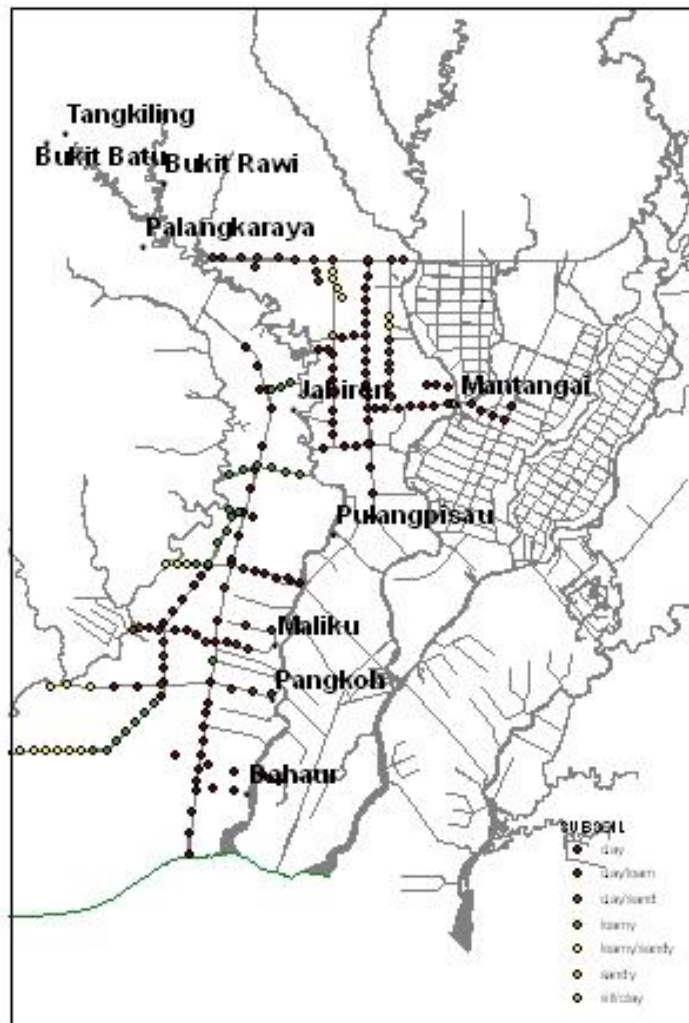 Tangkiling
Bukit Batu
Bukit Rawi
Palangkaraya
Jabiren
Mantangai
Pulangpisau
Maliku
Pangkoh
Bahaur
SUBSOIL
clay
clay/loam
clay/sand
loamy
loamy/sandy
sandy
silt/clay